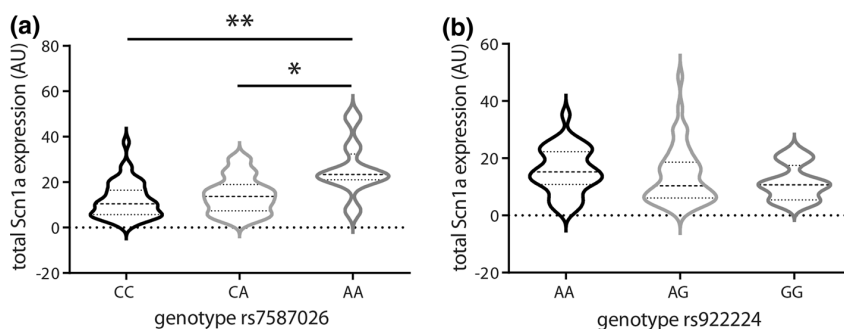 (a)
**
*
total Scn1a expression (AU)
80
60
40
20
0
-20
CC CA AA
genotype rs7587026
(b)
total Scn1a expression (AU)
60
40
20
0
-20
AA AG GG
genotype rs922224